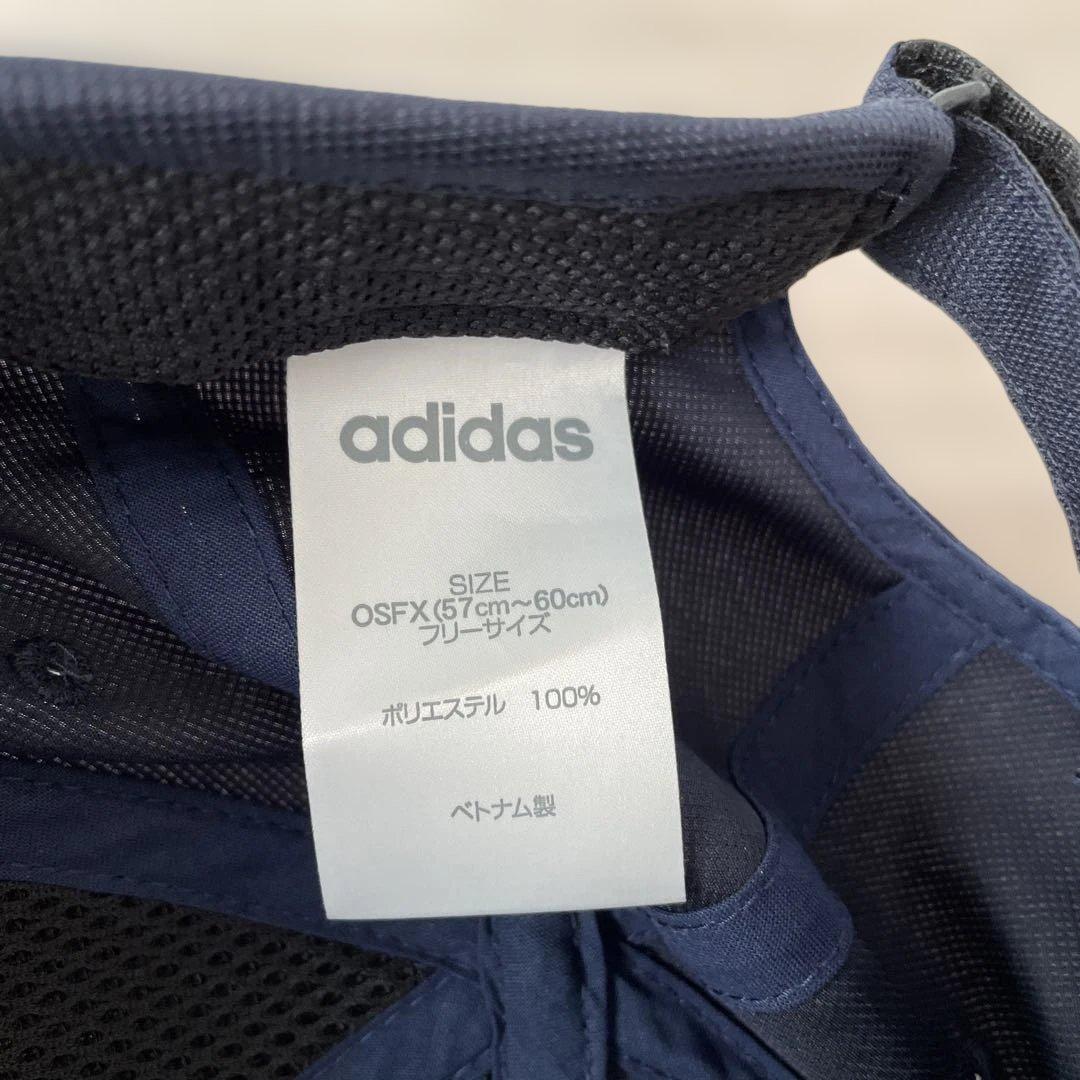 adidas
SIZE
OSFX(57cm～60cm)
フリーサイズ
ポリエステル 100%
ベトナム製